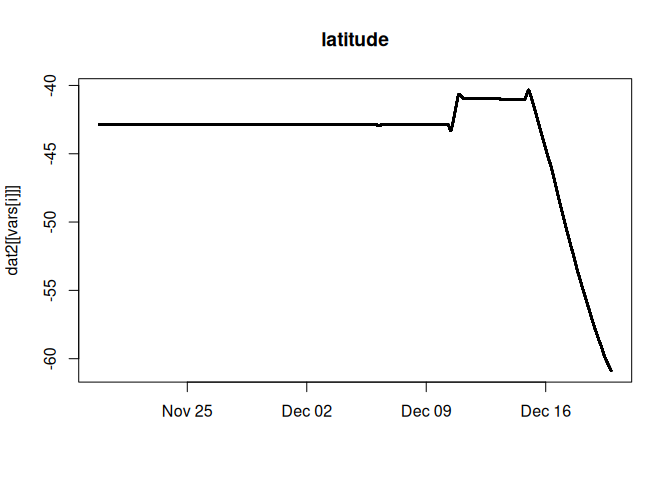 latitude
dat2[[vars[i]]]
-40
-45
-50
-55
-60
Nov 25
Dec 02
Dec 09
Dec 16